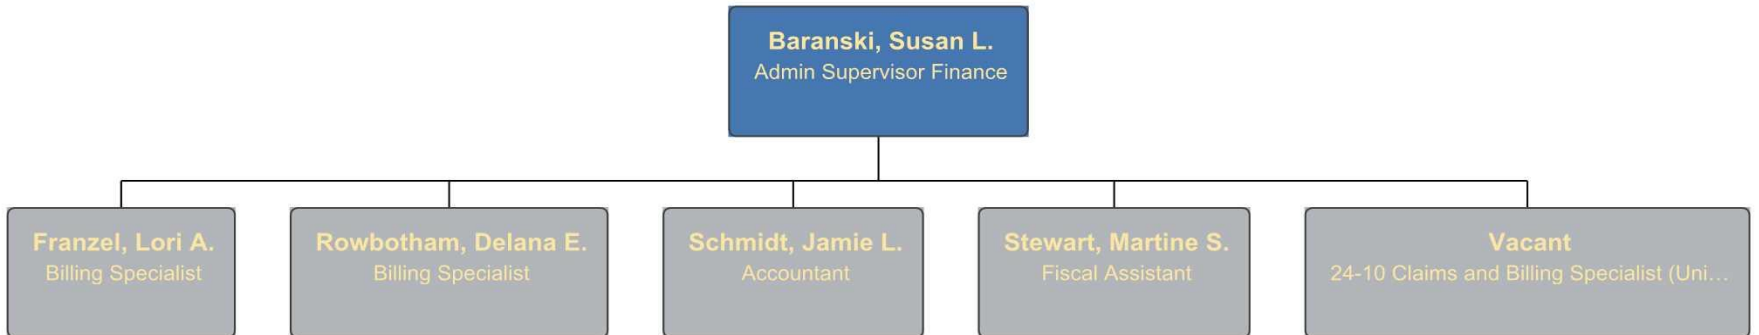 Baranski, Susan L.
Admin Supervisor Finance
Franzel, Lori A.
Billing Specialist
Rowbotham, Delana E.
Billing Specialist
Schmidt, Jamie L.
Accountant
Stewart, Martine S.
Fiscal Assistant
Vacant
24-10 Claims and Billing Specialist (Uni…